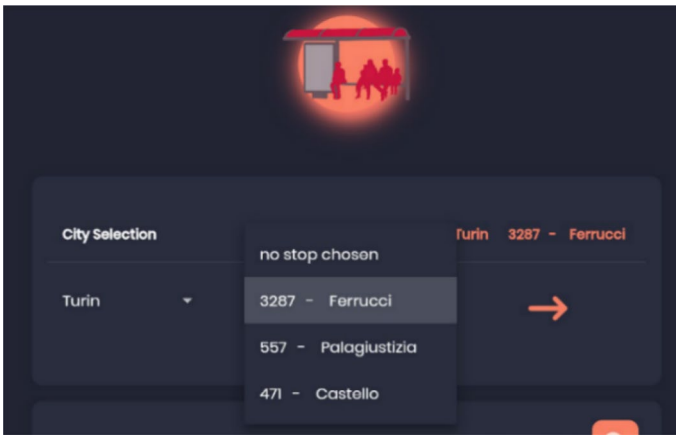 City Selection
Turin 3287 - Ferrucci
no stop chosen
Turin
3287 - Ferrucci
557 - Palagiustizia
471 - Castello